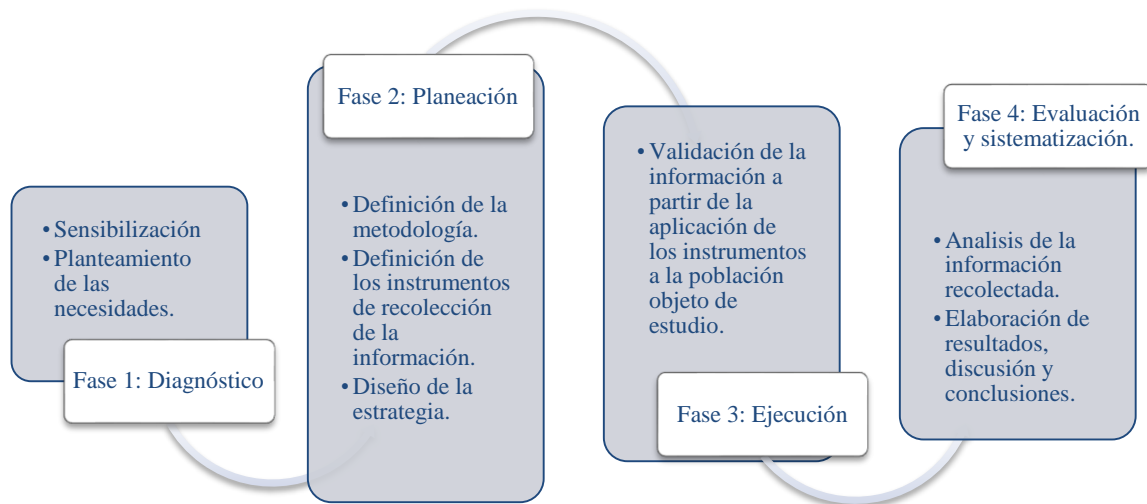 • Sensibilización
• Planteamiento
de las
necesidades.
Fase 1: Diagnóstico
Fase 2: Planeación
• Definición de la
metodología.
• Definición de
los instrumentos
de recolección
de la
información.
• Diseño de la
estrategia.
• Validación de la
información a
partir de la
aplicación de
los instrumentos
a la población
objeto de
estudio.
Fase 3: Ejecución
Fase 4: Evaluación
y sistematización.
• Analisis de la
información
recolectada.
• Elaboración de
resultados,
discusión y
conclusiones.